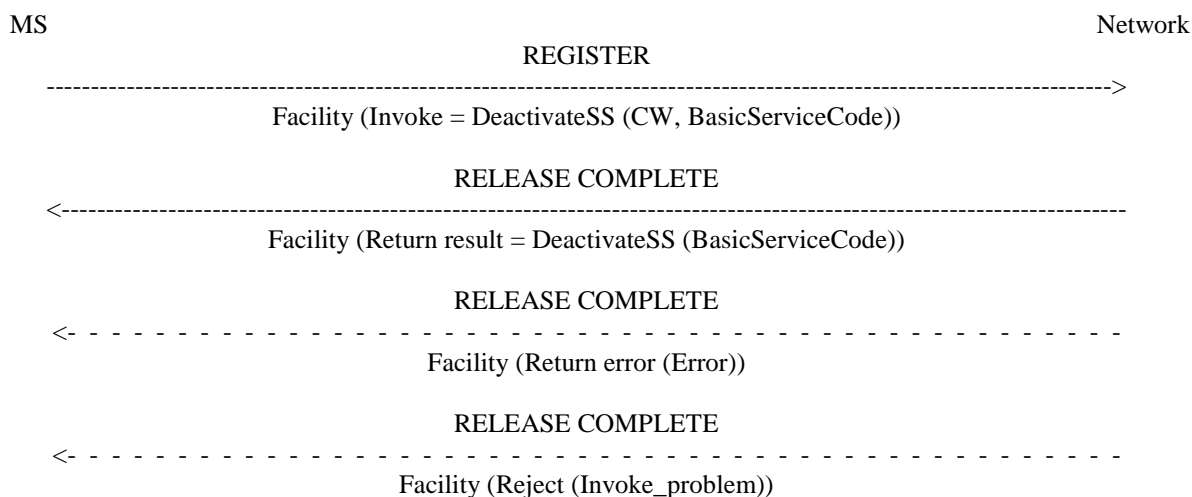 MS Network
REGISTER
Facility (Invoke = DeactivateSS (CW, BasicServiceCode))
RELEASE COMPLETE
Facility (Return result = DeactivateSS (BasicServiceCode))
RELEASE COMPLETE
Facility (Return error (Error))
RELEASE COMPLETE
Facility (Reject (Invoke_problem))